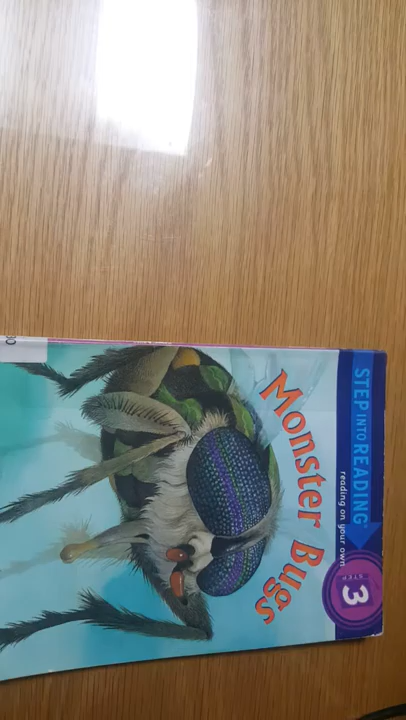 STEP INTO READING
reading on your own
STEP
3
Monster Bugs